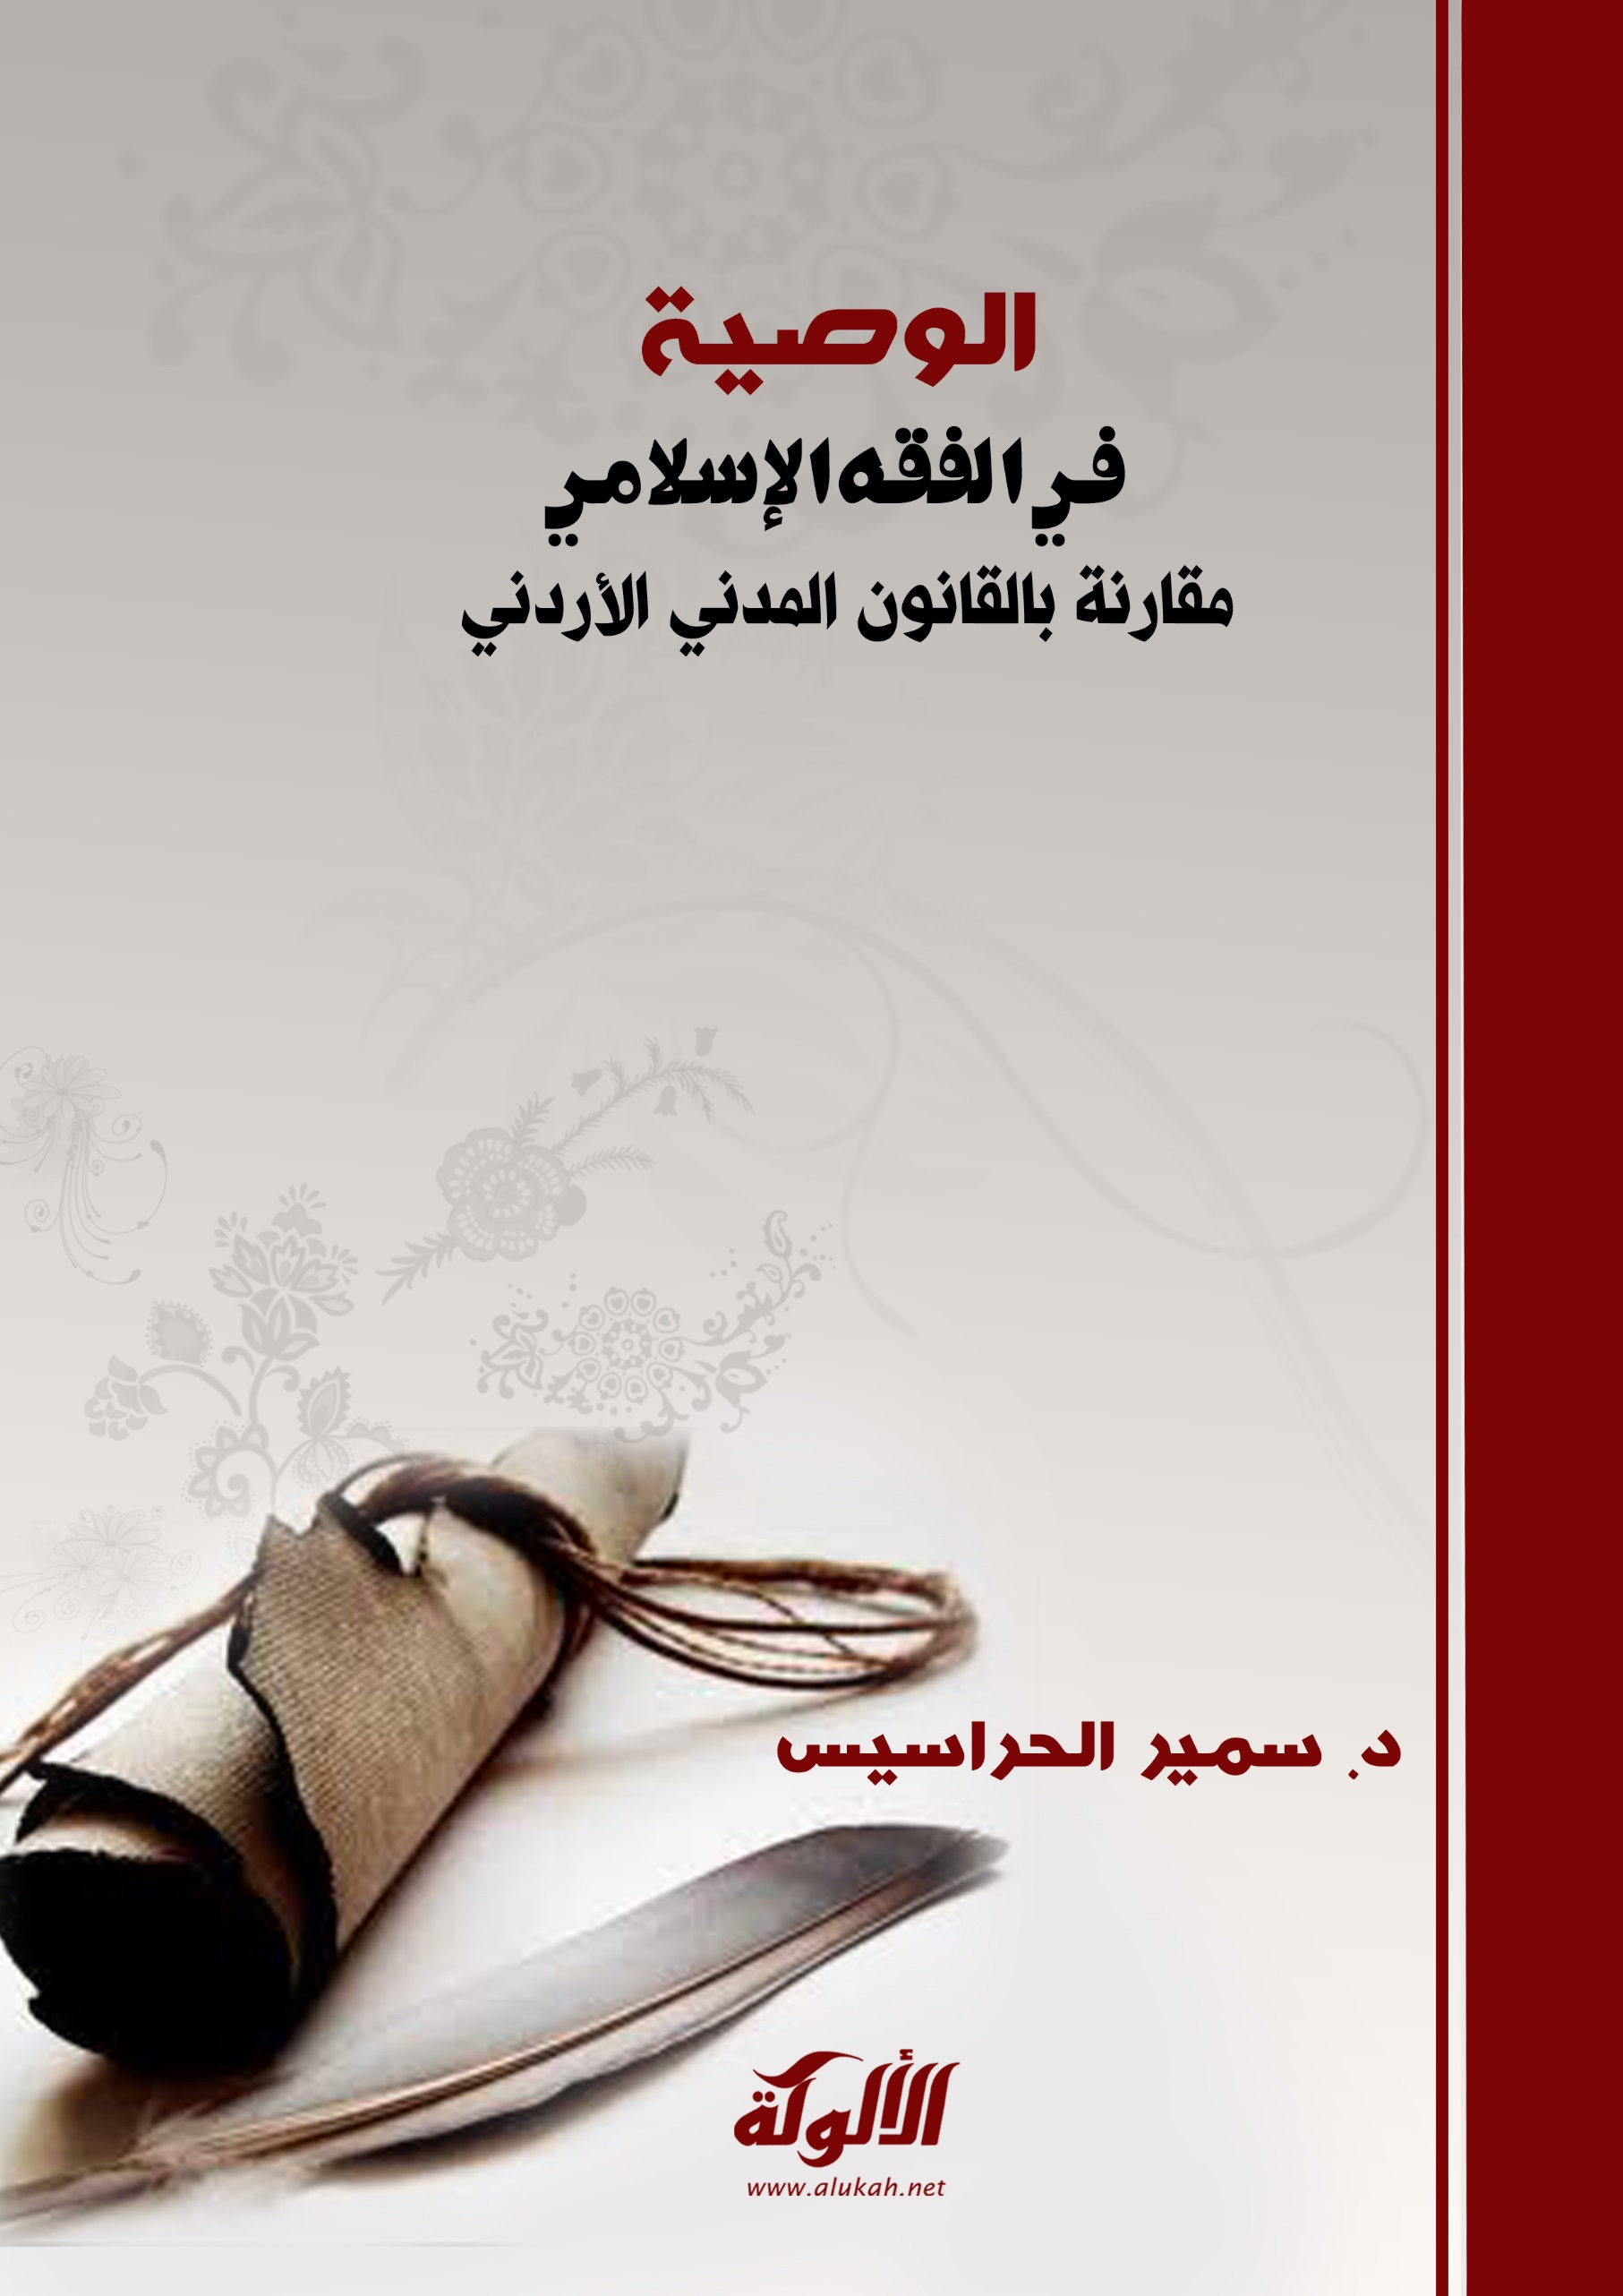 الوصية
في الفقه الإسلامي
مقارنة بالقانون المدني الأردني
د. سمير الحراسيس
الألوكة
www.alukah.net